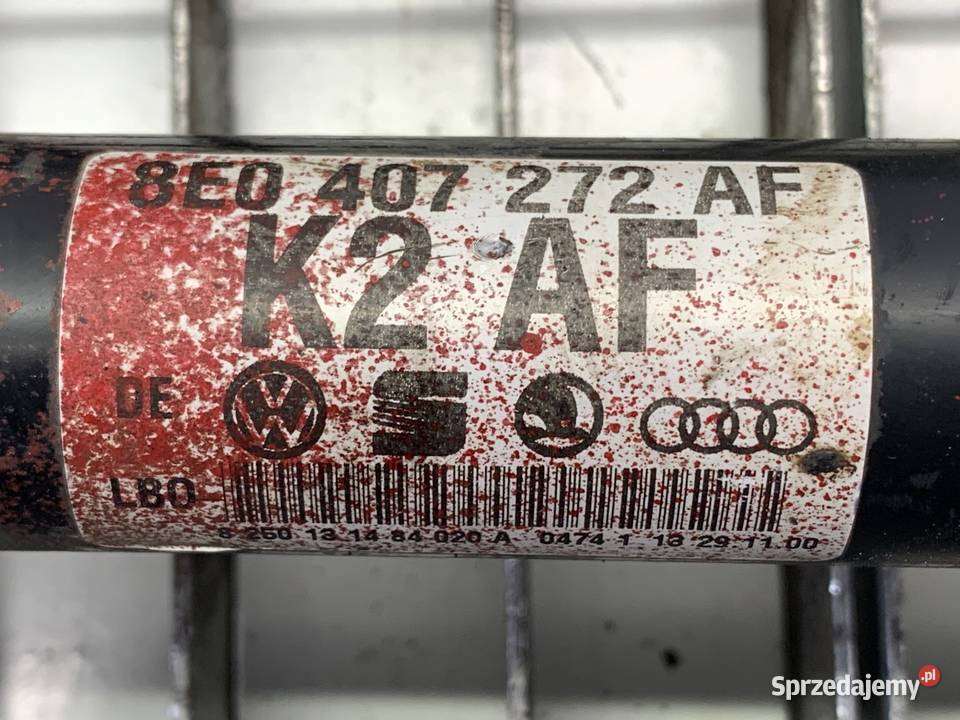 8E0 407 272 AF
K2 AF
DE
LBO
8 250 13 14 84 020 A 0474 1 13 29.11.00
Sprzedajemy.pl